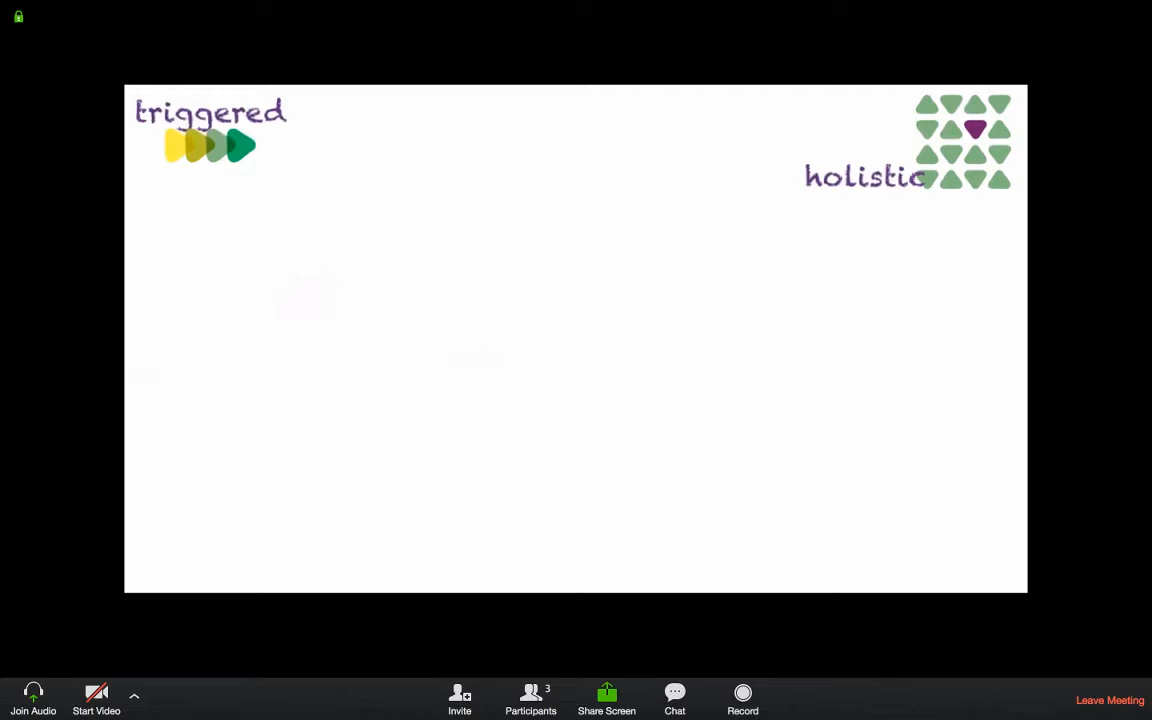 triggered
holistic
3
Join Audio
Start Video
Invite
Participants
Share Screen
Chat
Record
Leave Meeting